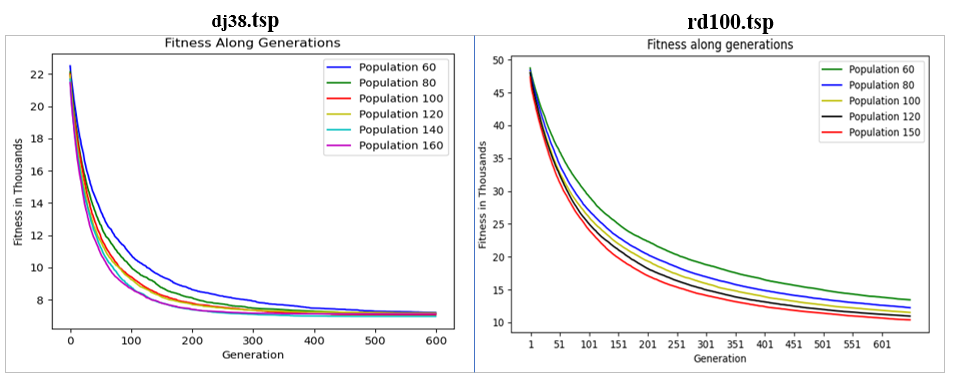 dj38.tsp
Fitness Along Generations
Fitness in Thousands
22
20
18
16
14
12
10
8
Population 60
Population 80
Population 100
Population 120
Population 140
Population 160
0 100 200 300 400 500 600
Generation
rd100.tsp
Fitness along generations
Fitness in Thousands
50
45
40
35
30
25
20
15
10
Population 60
Population 80
Population 100
Population 120
Population 150
1 51 101 151 201 251 301 351 401 451 501 551 601
Generation